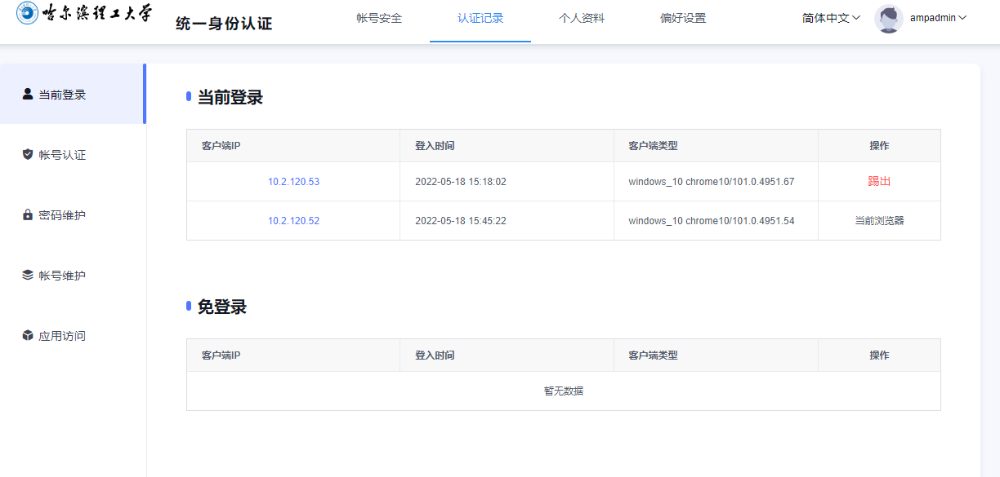 哈尔滨理工大学
统一身份认证
帐号安全
认证记录
个人资料
偏好设置
简体中文
ampadmin
当前登录
帐号认证
密码维护
帐号维护
应用访问
当前登录
客户端IP 登入时间 客户端类型 操作
10.2.120.53 2022-05-18 15:18:02 windows_10 chrome10/101.0.4951.67 踢出
10.2.120.52 2022-05-18 15:45:22 windows_10 chrome10/101.0.4951.54 当前浏览器
免登录
客户端IP 登入时间 客户端类型 操作
暂无数据